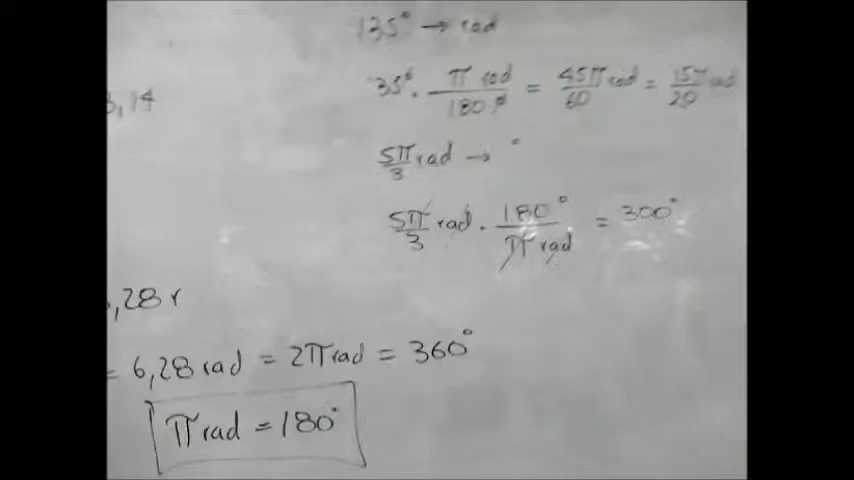 135° → rad
3,14
35° · π rad / 180° = 45π/60 rad = 15π/20 rad
5π/3 rad → °
5π/3 rad · 180° / π rad = 300°
,28 r
= 6,28 rad = 2π rad = 360°
π rad = 180°